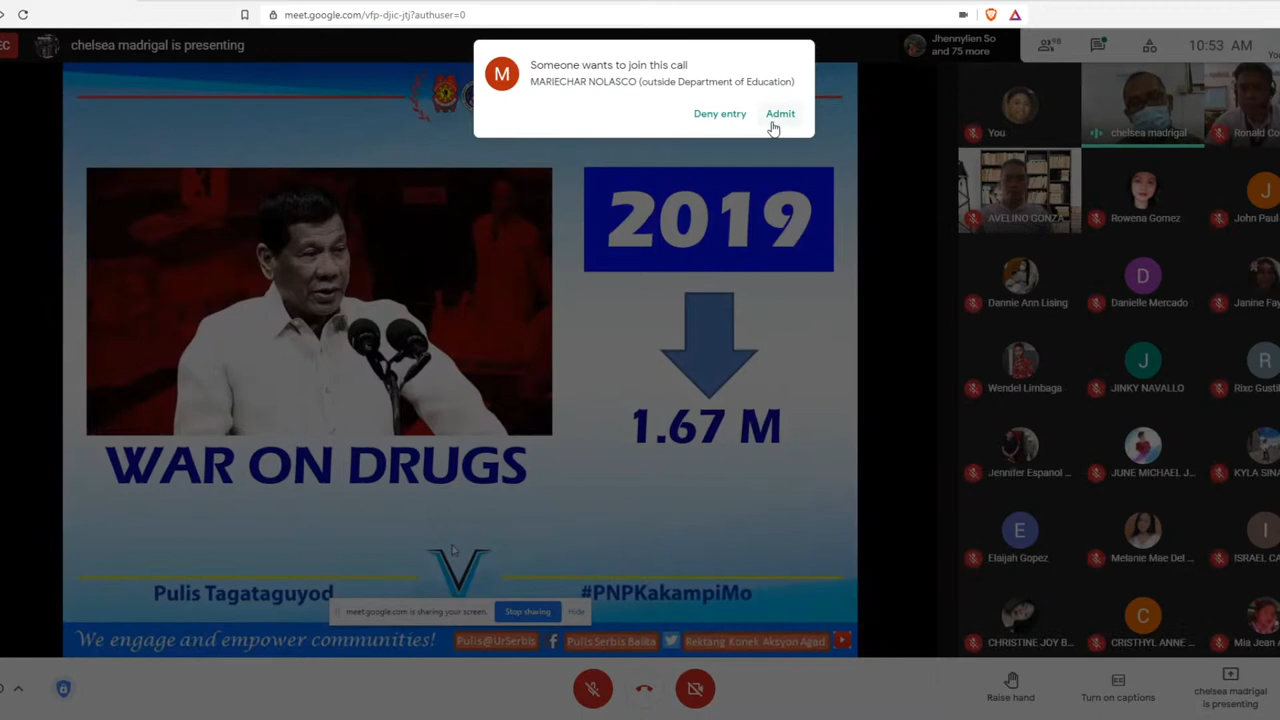 meet.google.com/vfp-djic-jtj?authuser=0
chelsea madrigal is presenting
Someone wants to join this call
M
MARIECHAR NOLASCO (outside Department of Education)
Deny entry
Admit
Jhennylien So
and 75 more
98
10:53 AM
You
chelsea madrigal
Ronald Co
AVELINO GONZA
Rowena Gomez
J
John Paul
Dannie Ann Lising
D
Danielle Mercado
Janine Fay
Wendel Limbaga
J
JINKY NAVALLO
R
Rixc Gustil
Jennifer Espanol ...
JUNE MICHAEL J...
KYLA SINA
E
Elaijah Gopez
Melanie Mae Del ...
I
ISRAEL CA
CHRISTINE JOY B...
C
CRISTHYL ANNE ...
Mia Jean A
2019
1.67 M
WAR ON DRUGS
Pulis Tagataguyod
#PNPKakampiMo
meet.google.com is sharing your screen.
Stop sharing
Hide
We engage and empower communities!
Pulis@UrSerbis
Pulis Serbis Balita
Rektang Konek Aksyon Agad
Raise hand
Turn on captions
chelsea madrigal
is presenting